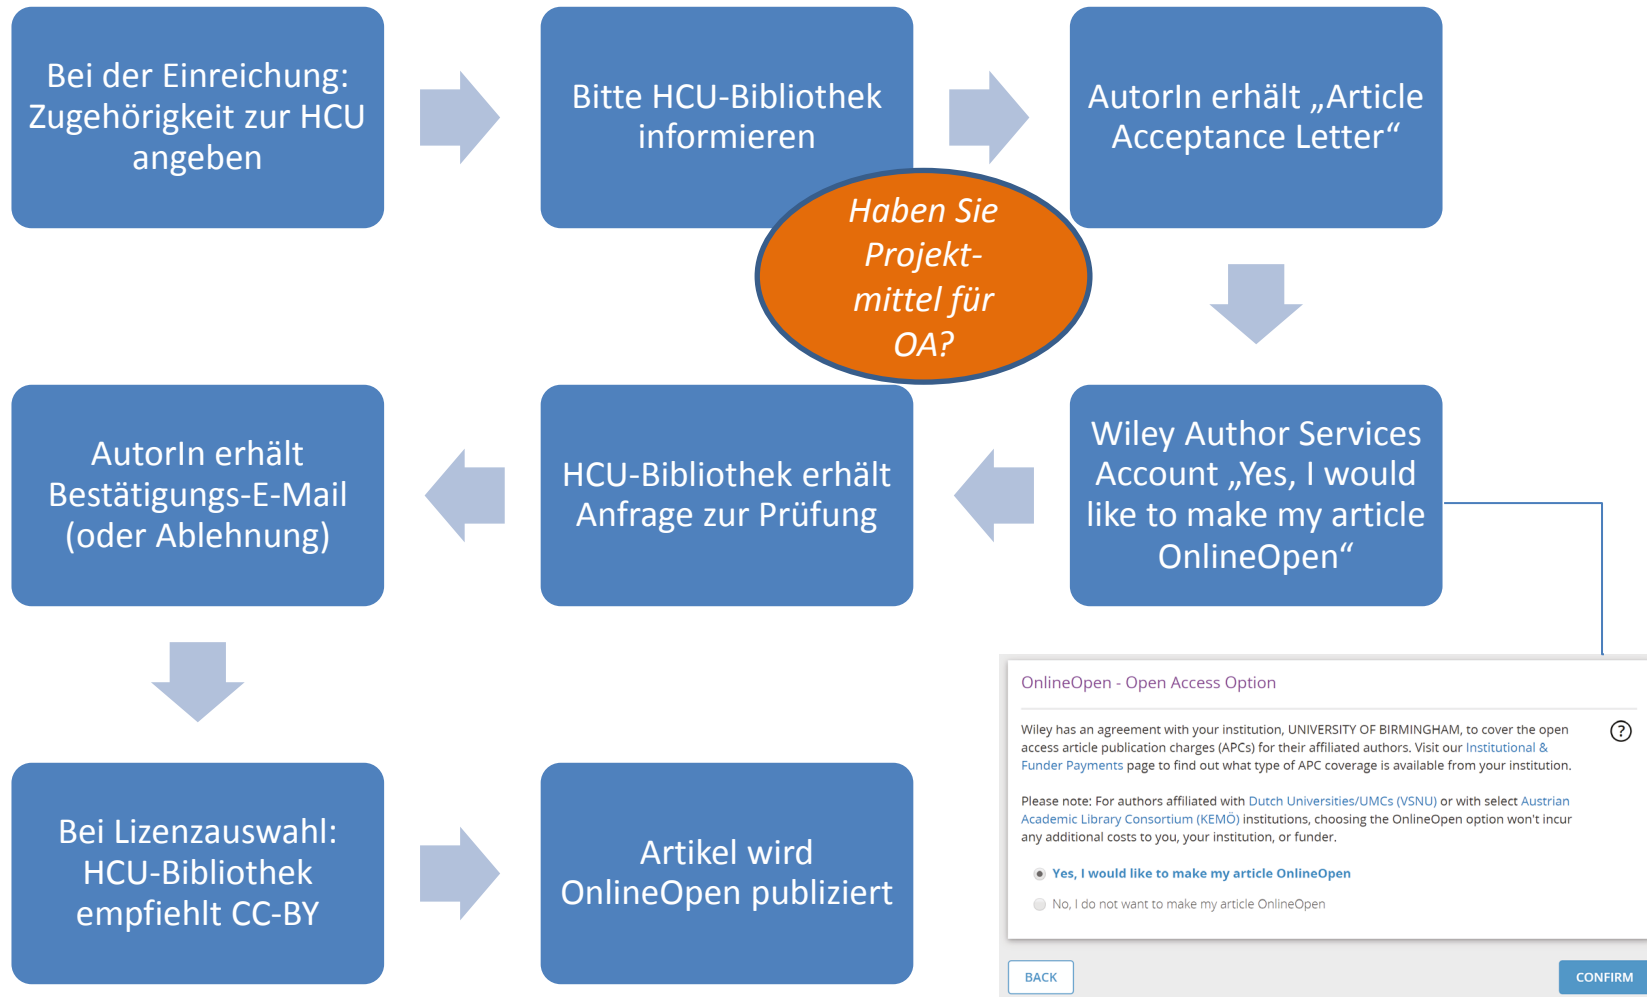 Bei der Einreichung:
Zugehörigkeit zur HCU
angeben
Bitte HCU-Bibliothek
informieren
AutorIn erhält „Article
Acceptance Letter“
Haben Sie
Projekt-
mittel für
OA?
Wiley Author Services
Account „Yes, I would
like to make my article
OnlineOpen“
HCU-Bibliothek erhält
Anfrage zur Prüfung
AutorIn erhält
Bestätigungs-E-Mail
(oder Ablehnung)
Bei Lizenzauswahl:
HCU-Bibliothek
empfiehlt CC-BY
Artikel wird
OnlineOpen publiziert
OnlineOpen - Open Access Option
Wiley has an agreement with your institution, UNIVERSITY OF BIRMINGHAM, to cover the open
access article publication charges (APCs) for their affiliated authors. Visit our Institutional &
Funder Payments page to find out what type of APC coverage is available from your institution.
?
Please note: For authors affiliated with Dutch Universities/UMCs (VSNU) or with select Austrian
Academic Library Consortium (KEMÖ) institutions, choosing the OnlineOpen option won't incur
any additional costs to you, your institution, or funder.
Yes, I would like to make my article OnlineOpen
No, I do not want to make my article OnlineOpen
BACK
CONFIRM